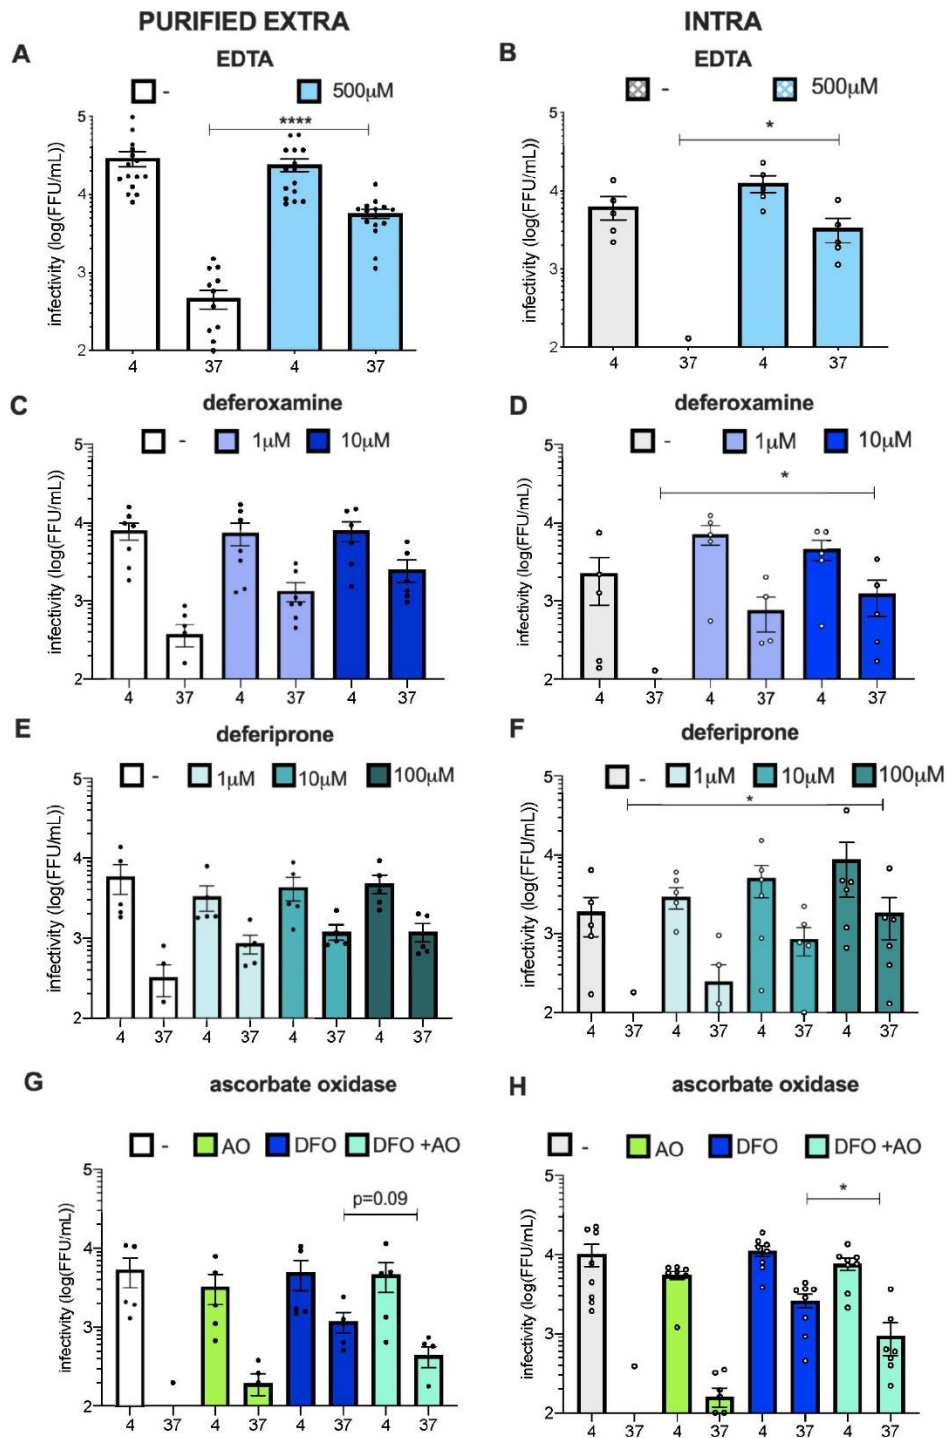 PURIFIED EXTRA
INTRA
A
EDTA
- 500µM
****
infectivity (log(FFU/mL))
5
4
3
2
4 37 4 37
B
EDTA
- 500µM
*
infectivity (log(FFU/mL))
5
4
3
2
4 37 4 37
C
deferoxamine
- 1µM 10µM
infectivity (log(FFU/mL))
5
4
3
2
4 37 4 37 4 37
D
deferoxamine
- 1µM 10µM
*
infectivity (log(FFU/mL))
5
4
3
2
4 37 4 37 4 37
E
deferiprone
- 1µM 10µM 100µM
infectivity (log(FFU/mL))
5
4
3
2
4 37 4 37 4 37 4 37
F
deferiprone
- 1µM 10µM 100µM
*
infectivity (log(FFU/mL))
5
4
3
2
4 37 4 37 4 37 4 37
G
ascorbate oxidase
- AO DFO DFO +AO
p=0.09
infectivity (log(FFU/mL))
5
4
3
2
4 37 4 37 4 37 4 37
H
ascorbate oxidase
- AO DFO DFO +AO
*
infectivity (log(FFU/mL))
5
4
3
2
4 37 4 37 4 37 4 37